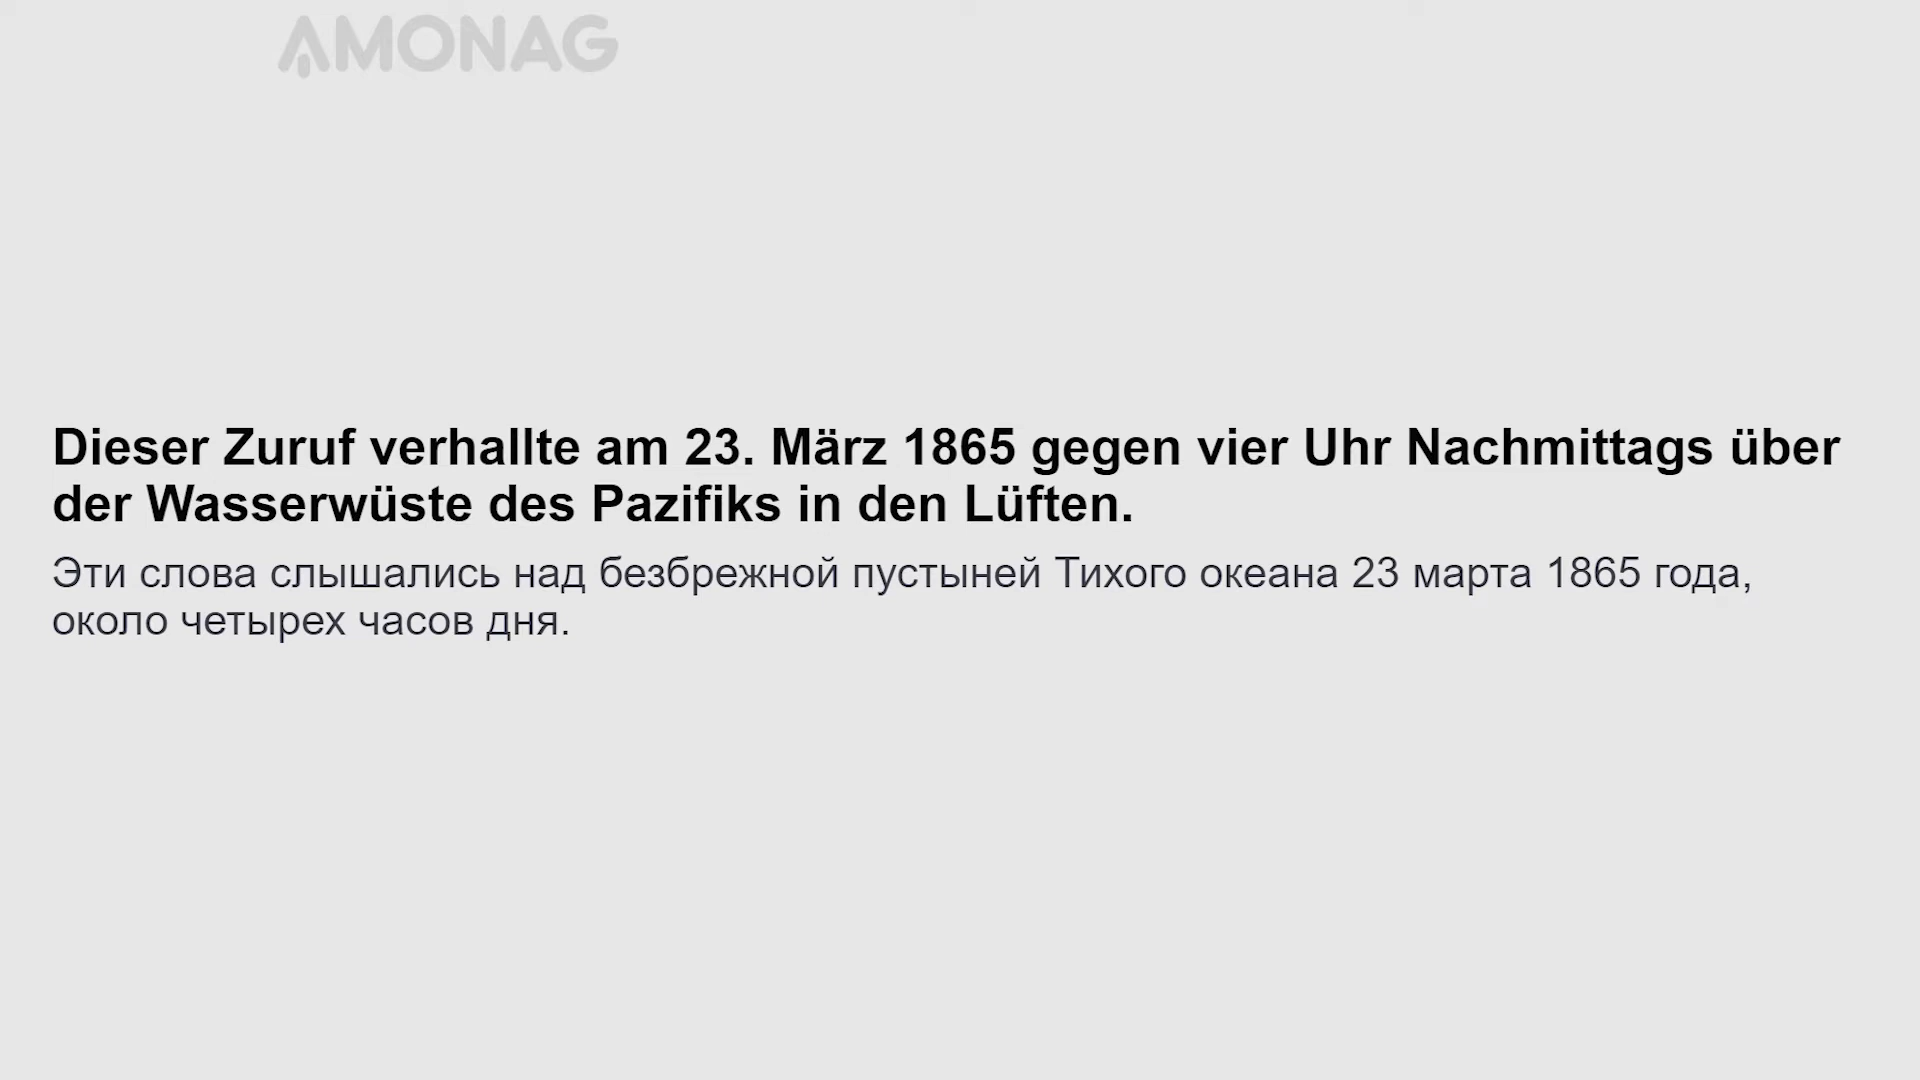 AMONAG
Dieser Zuruf verhallte am 23. März 1865 gegen vier Uhr Nachmittags über
der Wasserwüste des Pazifiks in den Lüften.
Эти слова слышались над безбрежной пустыней Тихого океана 23 марта 1865 года,
около четырех часов дня.